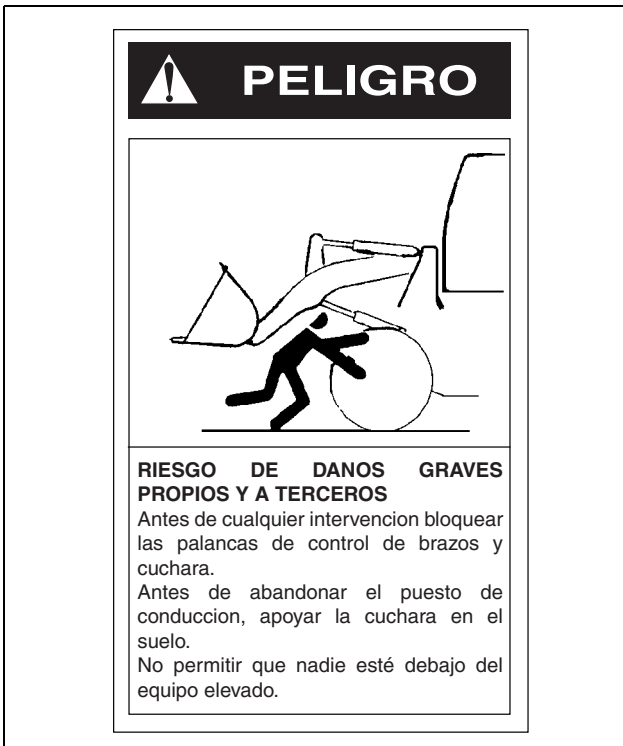 PELIGRO
RIESGO DE DANOS GRAVES
PROPIOS Y A TERCEROS
Antes de cualquier intervencion bloquear
las palancas de control de brazos y
cuchara.
Antes de abandonar el puesto de
conduccion, apoyar la cuchara en el
suelo.
No permitir que nadie esté debajo del
equipo elevado.